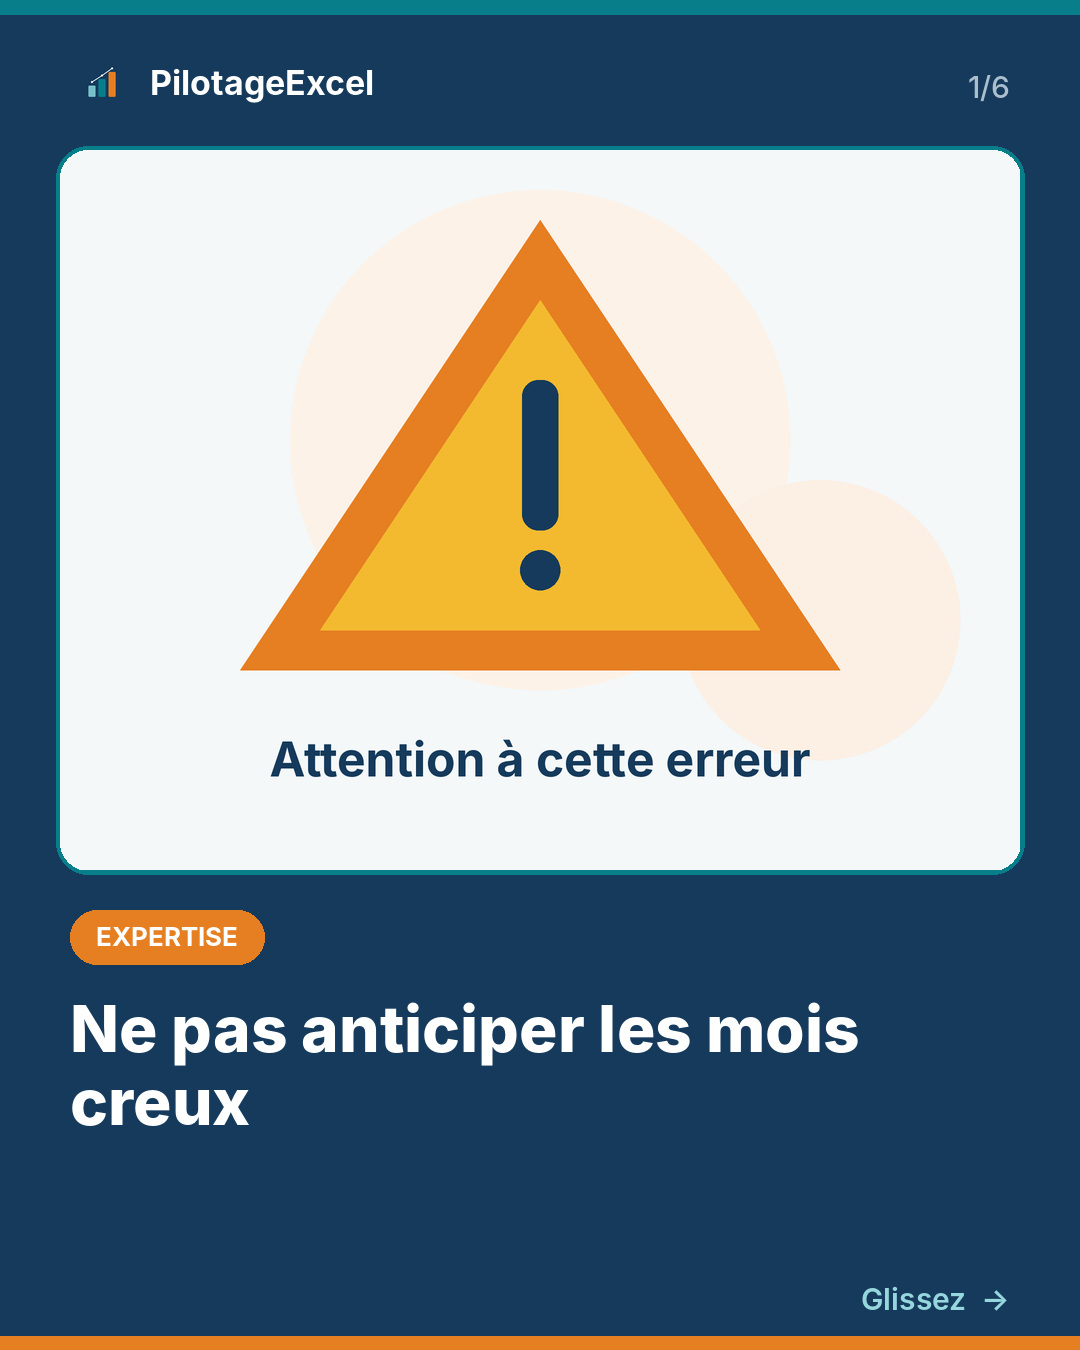 PilotageExcel
1/6
!
Attention à cette erreur
EXPERTISE
Ne pas anticiper les mois
creux
Glissez →